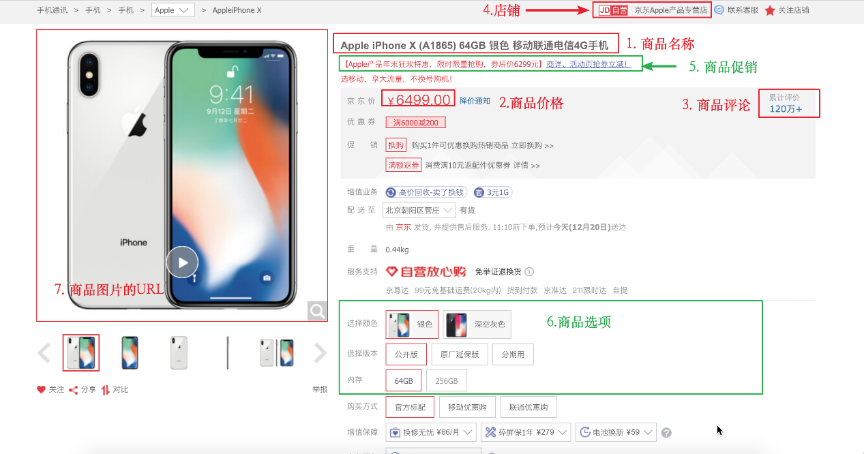 手机通讯 > 手机 > 手机 > Apple > AppleiPhone X
4.店铺
JD 自营 京东Apple产品专营店 联系客服 关注店铺
Apple iPhone X (A1865) 64GB 银色 移动联通电信4G手机
1. 商品名称
【Apple产品年末狂欢特惠，限时限量抢购，券后价6299元】
5. 商品促销
选移动，享大流量，不换号购机！
京东价 ¥6499.00 降价通知
2.商品价格
3. 商品评论
累计评价
120万+
优惠券 满6000减200
促销 换购 购买1件可优惠换购热销商品 立即换购 >>
满额返券 消费满10元返配件优惠券 详情 >>
增值业务 高价回收-卖了换钱 3元1G
配送至 北京朝阳区管庄 有货
由 京东 发货, 并提供售后服务. 11:10前下单,预计今天(12月20日)送达
重量 0.44kg
服务支持 自营放心购 免举证退换货
京尊达 99元免基础运费(20kg内) 货到付款 京准达 211限时达 自提
9:41
9月12日 星期二
iPhone
7. 商品图片的URL
6.商品选项
选择颜色 银色 深空灰色
选择版本 公开版 原厂延保版 分期用
内存 64GB 256GB
关注 分享 对比 举报
购买方式 官方标配 移动优惠购 联通优惠购
增值保障 换修无忧 ¥66/月 碎屏保1年 ¥279 电池换新 ¥59